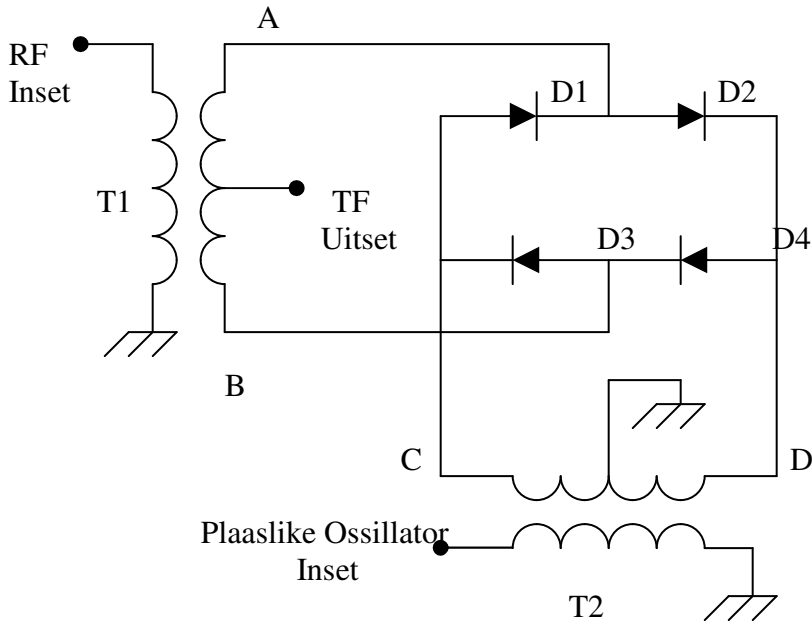 A
RF
Inset
D1
D2
T1
TF
Uitset
D3
D4
B
C
D
Plaaslike Ossillator
Inset
T2